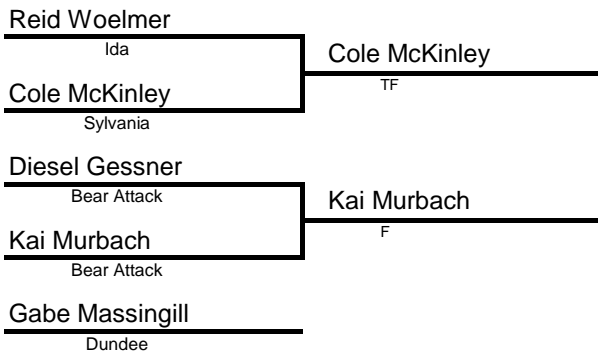 Reid Woelmer
Ida
Cole McKinley
TF
Cole McKinley
Sylvania
Diesel Gessner
Bear Attack
Kai Murbach
F
Kai Murbach
Bear Attack
Gabe Massingill
Dundee